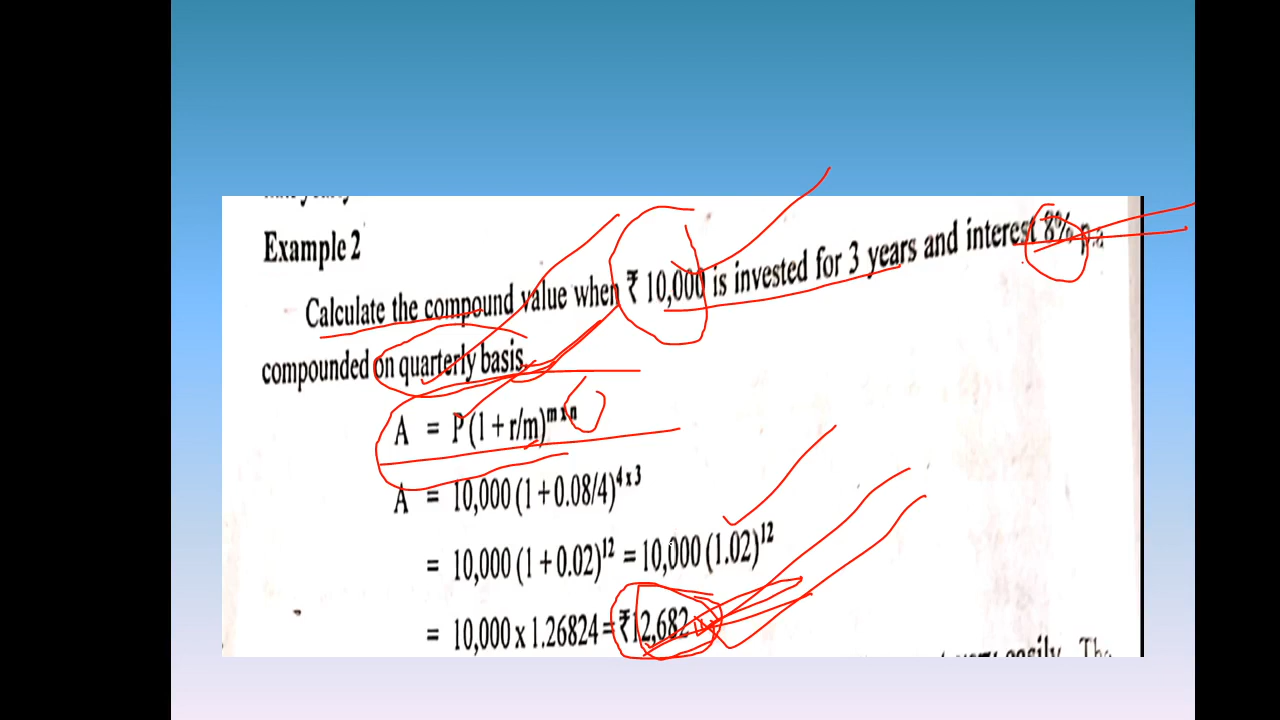 Example 2
Calculate the compound value when ₹ 10,000 is invested for 3 years and interest 8% p.a
compounded on quarterly basis.
A = P (1 + r/m)ᵐ ˣ ⁿ
A = 10,000 (1 + 0.08/4)⁴ ˣ ³
= 10,000 (1 + 0.02)¹² = 10,000 (1.02)¹²
= 10,000 x 1.26824 = ₹12,682
easily. The